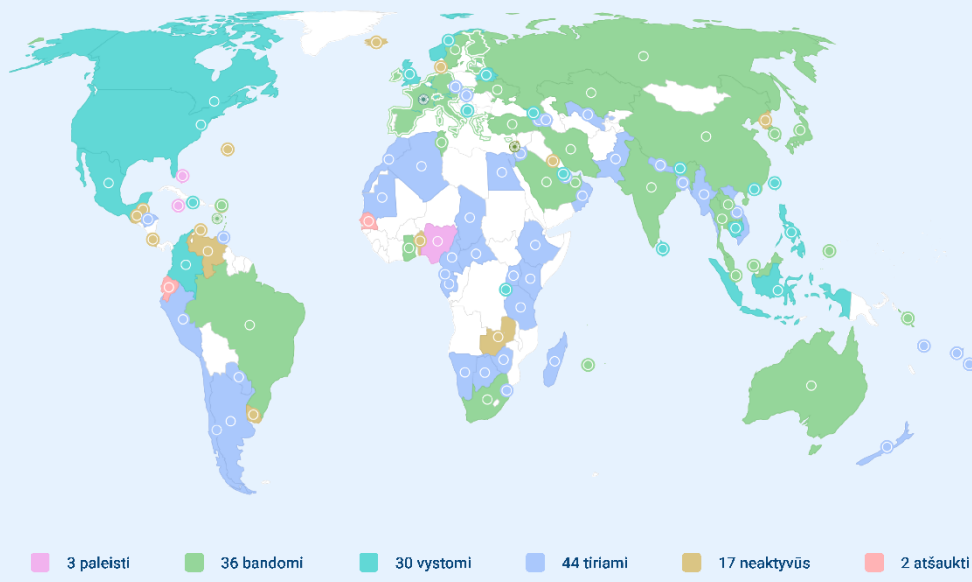 3 paleisti
36 bandomi
30 vystomi
44 tiriami
17 neaktyvūs
2 atšaukti